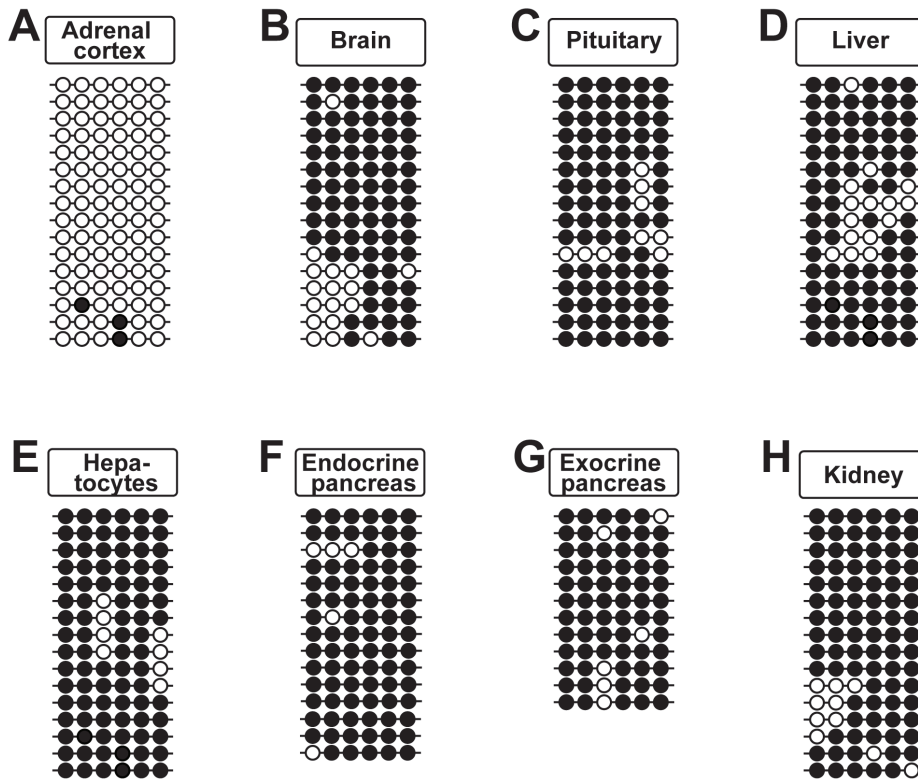 A
Adrenal
cortex
B
Brain
C
Pituitary
D
Liver
E
Hepa-
tocytes
F
Endocrine
pancreas
G
Exocrine
pancreas
H
Kidney